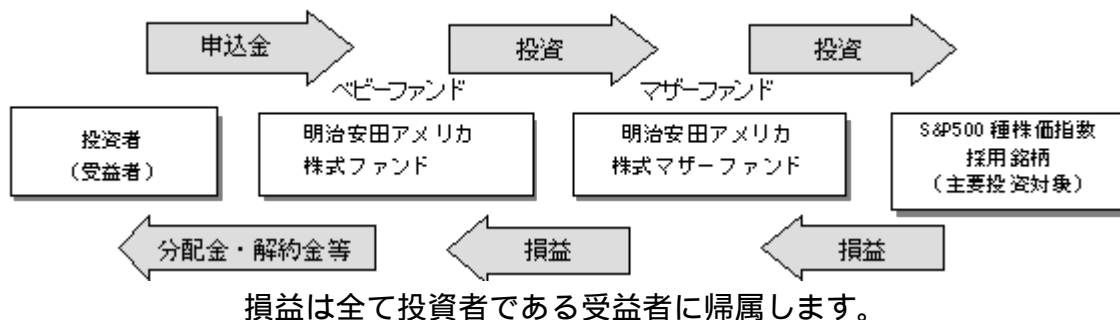 申込金
投資
投資
ベビーファンド
マザーファンド
投資者
(受益者)
明治安田アメリカ
株式ファンド
明治安田アメリカ
株式マザーファンド
S&P500 種株価指数
採用銘柄
(主要投資対象)
分配金・解約金等
損益
損益
損益は全て投資者である受益者に帰属します。